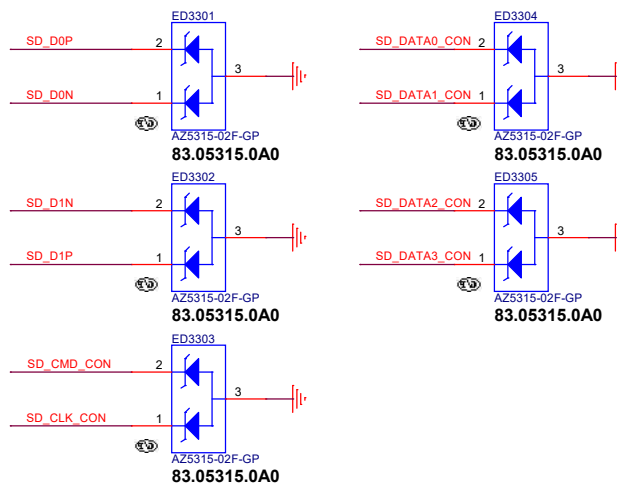 ED3301
SD_D0P 2
3
SD_D0N 1
AZ5315-02F-GP
83.05315.0A0
ED3304
SD_DATA0_CON 2
3
SD_DATA1_CON 1
AZ5315-02F-GP
83.05315.0A0
ED3302
SD_D1N 2
3
SD_D1P 1
AZ5315-02F-GP
83.05315.0A0
ED3305
SD_DATA2_CON 2
3
SD_DATA3_CON 1
AZ5315-02F-GP
83.05315.0A0
ED3303
SD_CMD_CON 2
3
SD_CLK_CON 1
AZ5315-02F-GP
83.05315.0A0